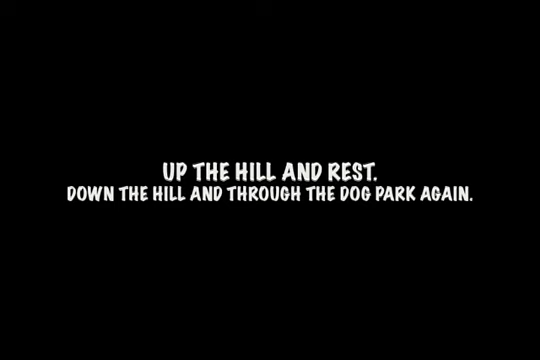 UP THE HILL AND REST.
DOWN THE HILL AND THROUGH THE DOG PARK AGAIN.